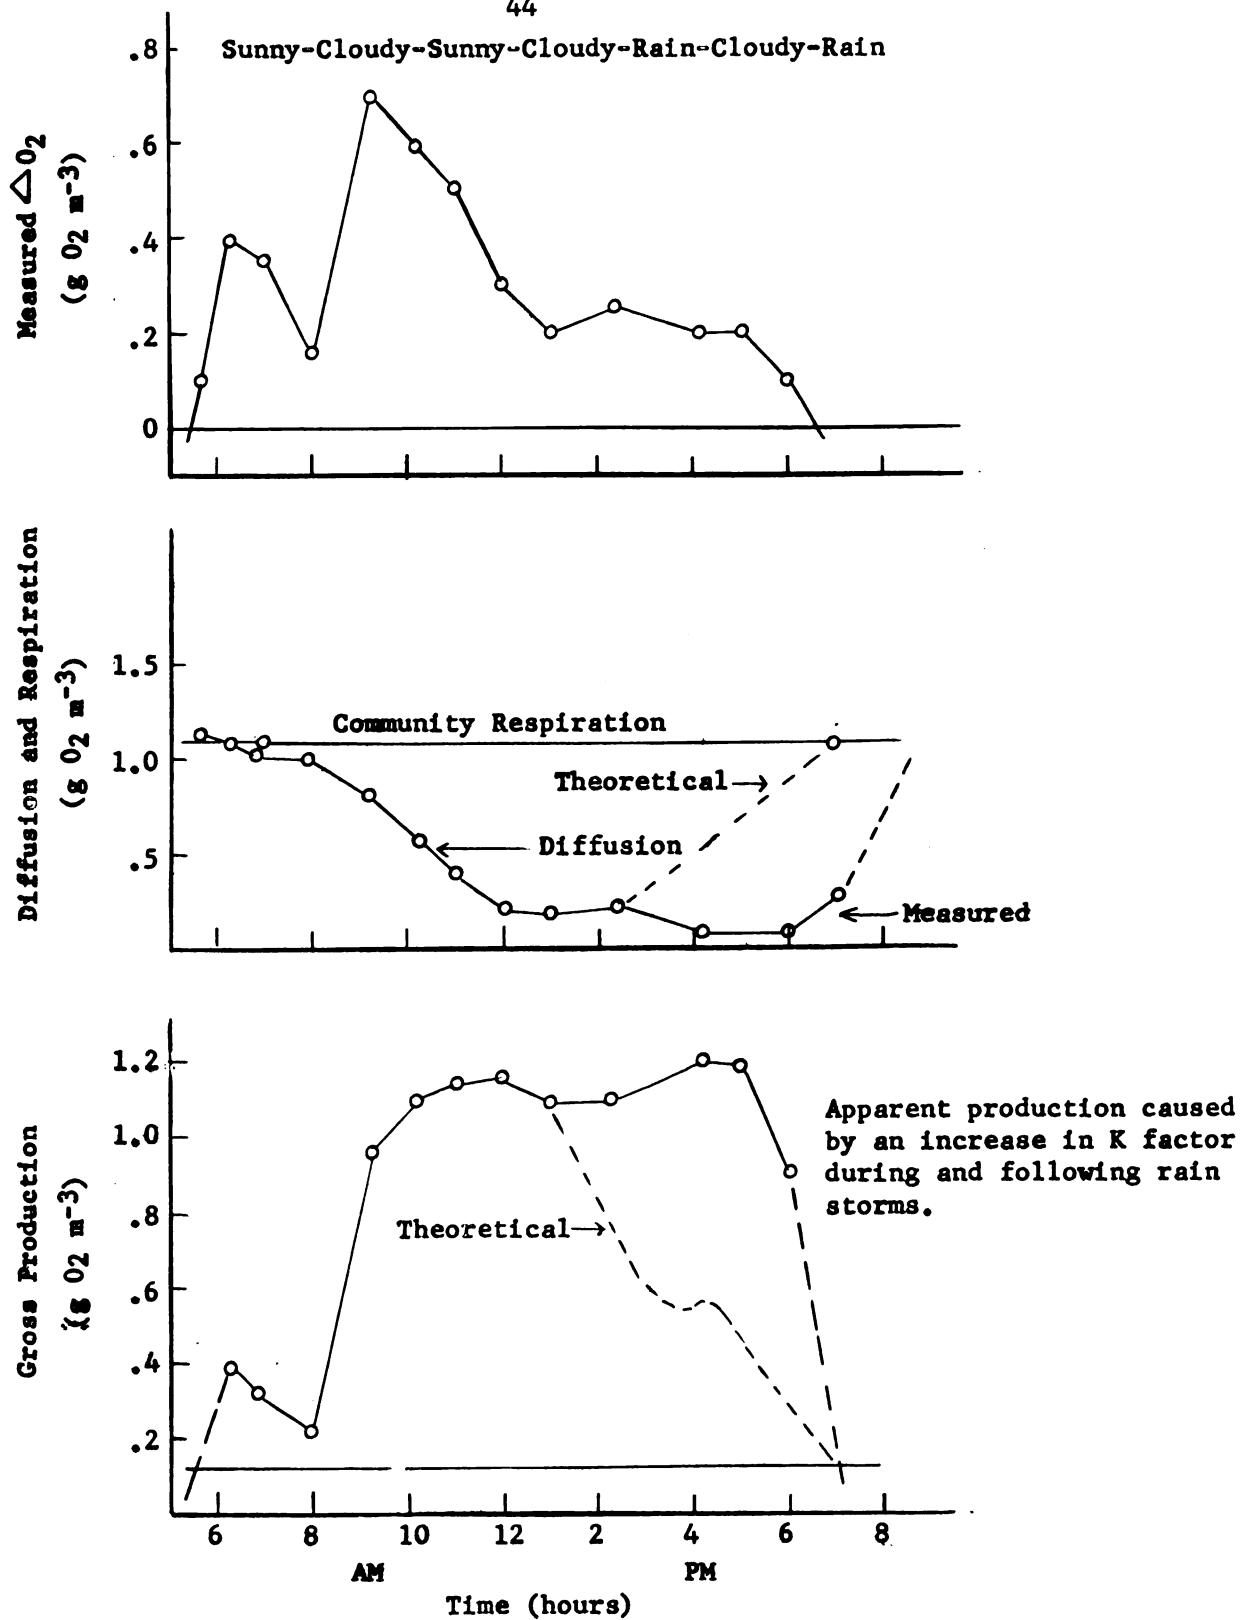 44
Sunny-Cloudy-Sunny-Cloudy-Rain-Cloudy-Rain
Measured △O2
(g O2 m-3)
.8
.6
.4
.2
0
Diffusion and Respiration
(g O2 m-3)
1.5
1.0
.5
Community Respiration
Theoretical→
← Diffusion
← Measured
Gross Production
(g O2 m-3)
1.2
1.0
.8
.6
.4
.2
Theoretical→
Apparent production caused
by an increase in K factor
during and following rain
storms.
6 8 10 12 2 4 6 8
AM PM
Time (hours)